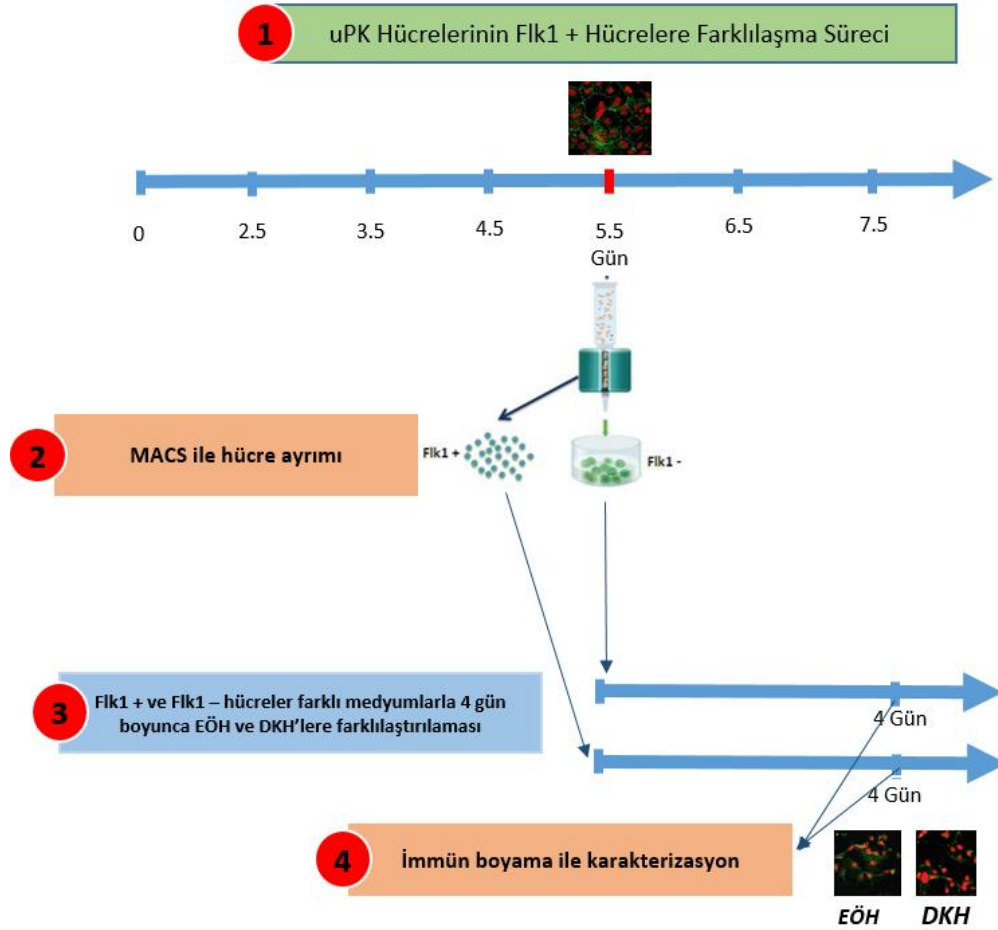 1
uPK Hücrelerinin Flk1 + Hücrelere Farklılaşma Süreci
0
2.5
3.5
4.5
5.5
6.5
7.5
Gün
2
MACS ile hücre ayrımı
Flk1 +
Flk1 -
3
Flk1 + ve Flk1 – hücreler farklı medyumlarla 4 gün
boyunca EÖH ve DKH’lere farklılaştırılaması
4 Gün
4 Gün
4
İmmün boyama ile karakterizasyon
EÖH
DKH